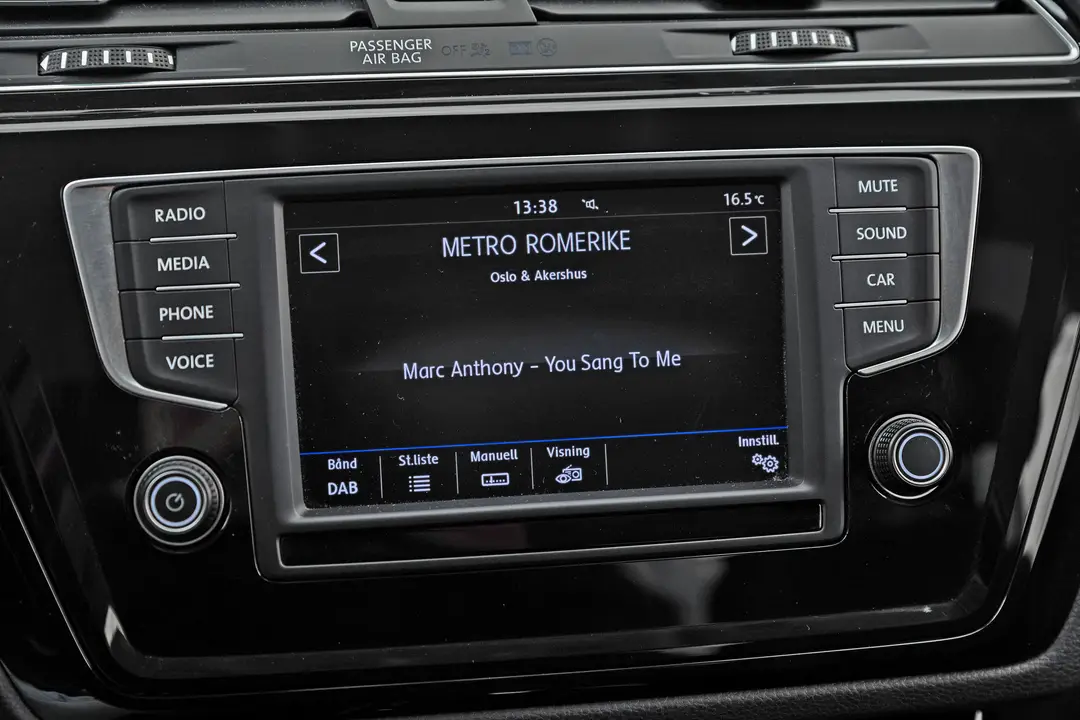 PASSENGER
AIR BAG
OFF
RADIO
MEDIA
PHONE
VOICE
13:38
16.5°C
<
METRO ROMERIKE
>
Oslo & Akershus
Marc Anthony - You Sang To Me
Bånd
DAB
St.liste
Manuell
Visning
Innstill.
MUTE
SOUND
CAR
MENU